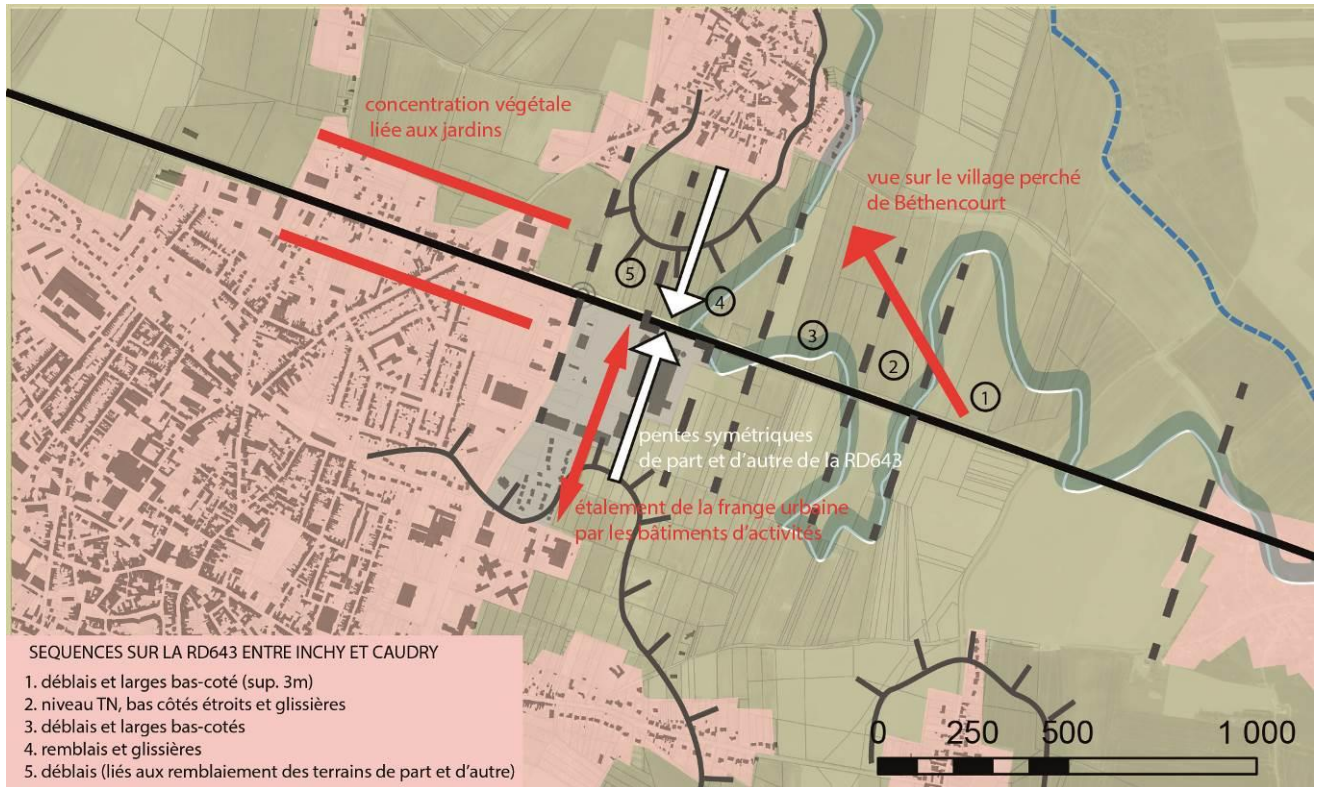 concentration végétale
liée aux jardins
vue sur le village perché
de Béthencourt
5
4
3
2
1
pentes symétriques
de part et d'autre de la RD643
étalement de la frange urbaine
par les bâtiments d'activités
SEQUENCES SUR LA RD643 ENTRE INCHY ET CAUDRY
1. déblais et larges bas-coté (sup. 3m)
2. niveau TN, bas côtés étroits et glissières
3. déblais et larges bas-cotés
4. remblais et glissières
5. déblais (liés aux remblaiement des terrains de part et d'autre)
0 250 500 1 000